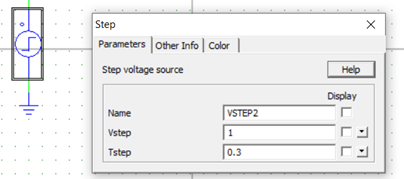 Step
Parameters Other Info Color
Step voltage source Help
Display
Name VSTEP2
Vstep 1
Tstep 0.3